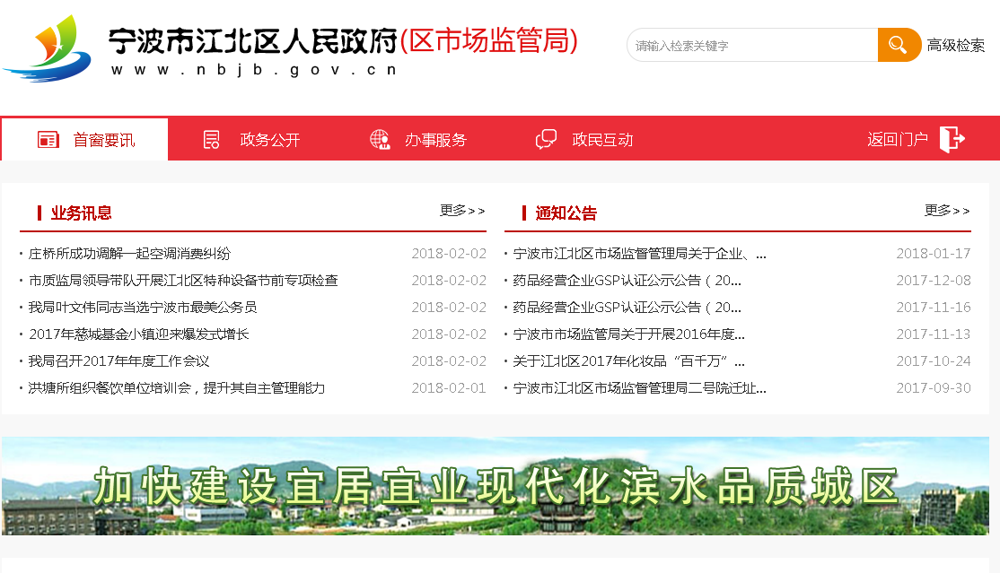 宁波市江北区人民政府(区市场监管局)
www.nbjb.gov.cn
请输入检索关键字
高级检索
首窗要讯
政务公开
办事服务
政民互动
返回门户
业务讯息
更多>>
庄桥所成功调解一起空调消费纠纷 2018-02-02
市质监局领导带队开展江北区特种设备节前专项检查 2018-02-02
我局叶文伟同志当选宁波市最美公务员 2018-02-02
2017年慈城基金小镇迎来爆发式增长 2018-02-02
我局召开2017年年度工作会议 2018-02-02
洪塘所组织餐饮单位培训会，提升其自主管理能力 2018-02-01
通知公告
更多>>
宁波市江北区市场监督管理局关于企业、... 2018-01-17
药品经营企业GSP认证公示公告（20... 2017-12-08
药品经营企业GSP认证公示公告（20... 2017-11-16
宁波市市场监管局关于开展2016年度... 2017-11-13
关于江北区2017年化妆品“百千万”... 2017-10-24
宁波市江北区市场监督管理局二号院迁址... 2017-09-30
加快建设宜居宜业现代化滨水品质城区